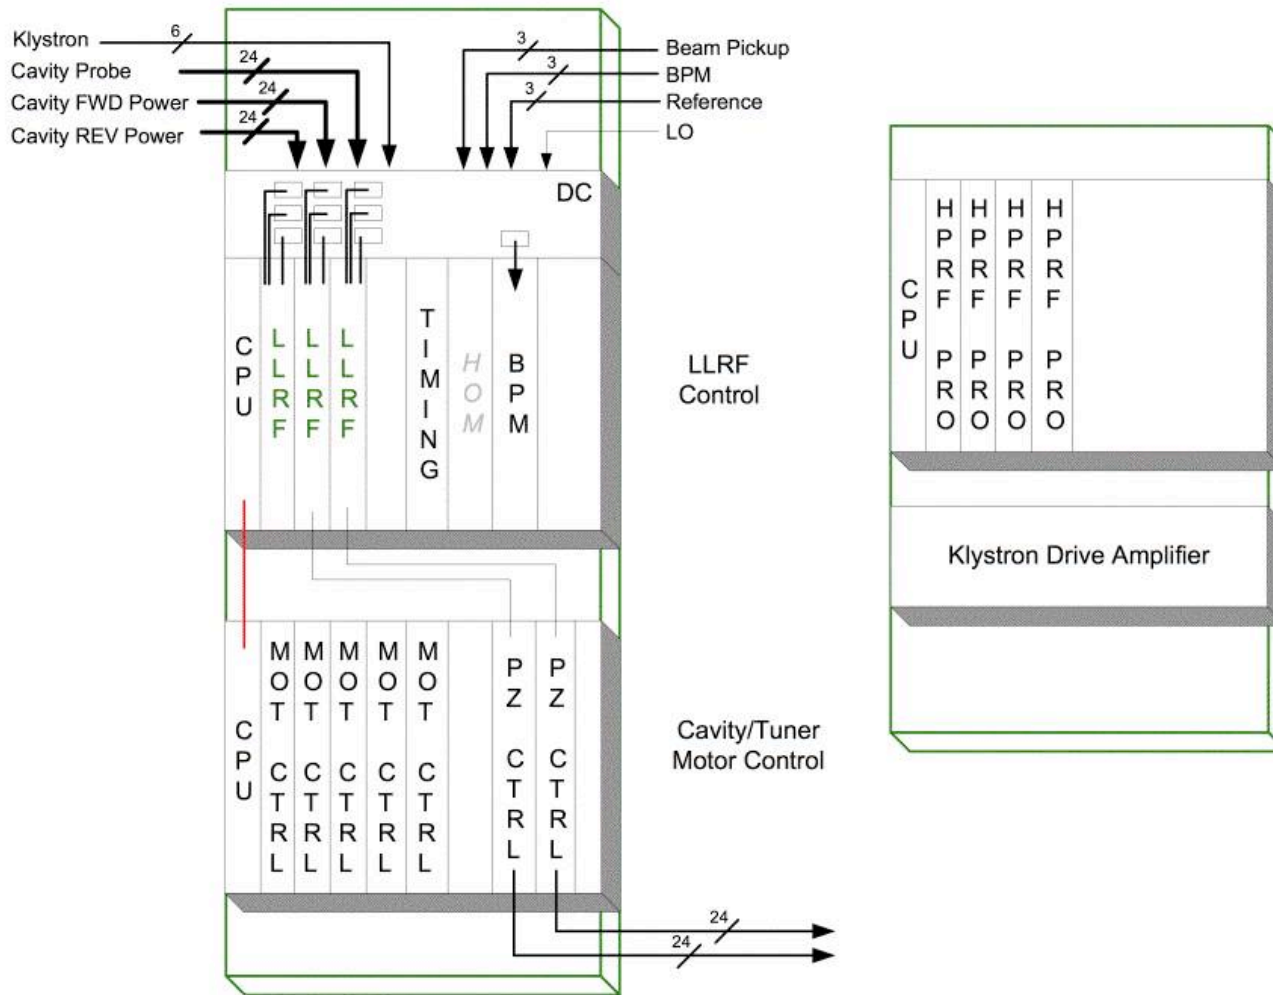 Klystron
6
Cavity Probe
24
Cavity FWD Power
24
Cavity REV Power
24
3
Beam Pickup
3
BPM
3
Reference
LO
DC
CPU
LLRF
LLRF
LLRF
TIMING
HOM
BPM
LLRF
Control
CPU
MOT CTRL
MOT CTRL
MOT CTRL
MOT CTRL
MOT CTRL
PZ CTRL
PZ CTRL
Cavity/Tuner
Motor Control
24
24
CPU
HPRF PRO
HPRF PRO
HPRF PRO
HPRF PRO
Klystron Drive Amplifier